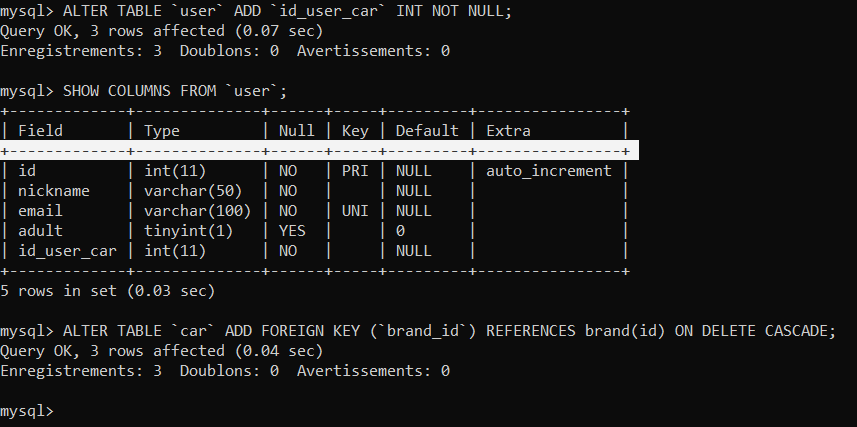 mysql> ALTER TABLE `user` ADD `id_user_car` INT NOT NULL;
Query OK, 3 rows affected (0.07 sec)
Enregistrements: 3  Doublons: 0  Avertissements: 0

mysql> SHOW COLUMNS FROM `user`;
+-------------+--------------+------+-----+---------+----------------+
| Field       | Type         | Null | Key | Default | Extra          |
+-------------+--------------+------+-----+---------+----------------+
| id          | int(11)      | NO   | PRI | NULL    | auto_increment |
| nickname    | varchar(50)  | NO   |     | NULL    |                |
| email       | varchar(100) | NO   | UNI | NULL    |                |
| adult       | tinyint(1)   | YES  |     | 0       |                |
| id_user_car | int(11)      | NO   |     | NULL    |                |
+-------------+--------------+------+-----+---------+----------------+
5 rows in set (0.03 sec)

mysql> ALTER TABLE `car` ADD FOREIGN KEY (`brand_id`) REFERENCES brand(id) ON DELETE CASCADE;
Query OK, 3 rows affected (0.04 sec)
Enregistrements: 3  Doublons: 0  Avertissements: 0

mysql>